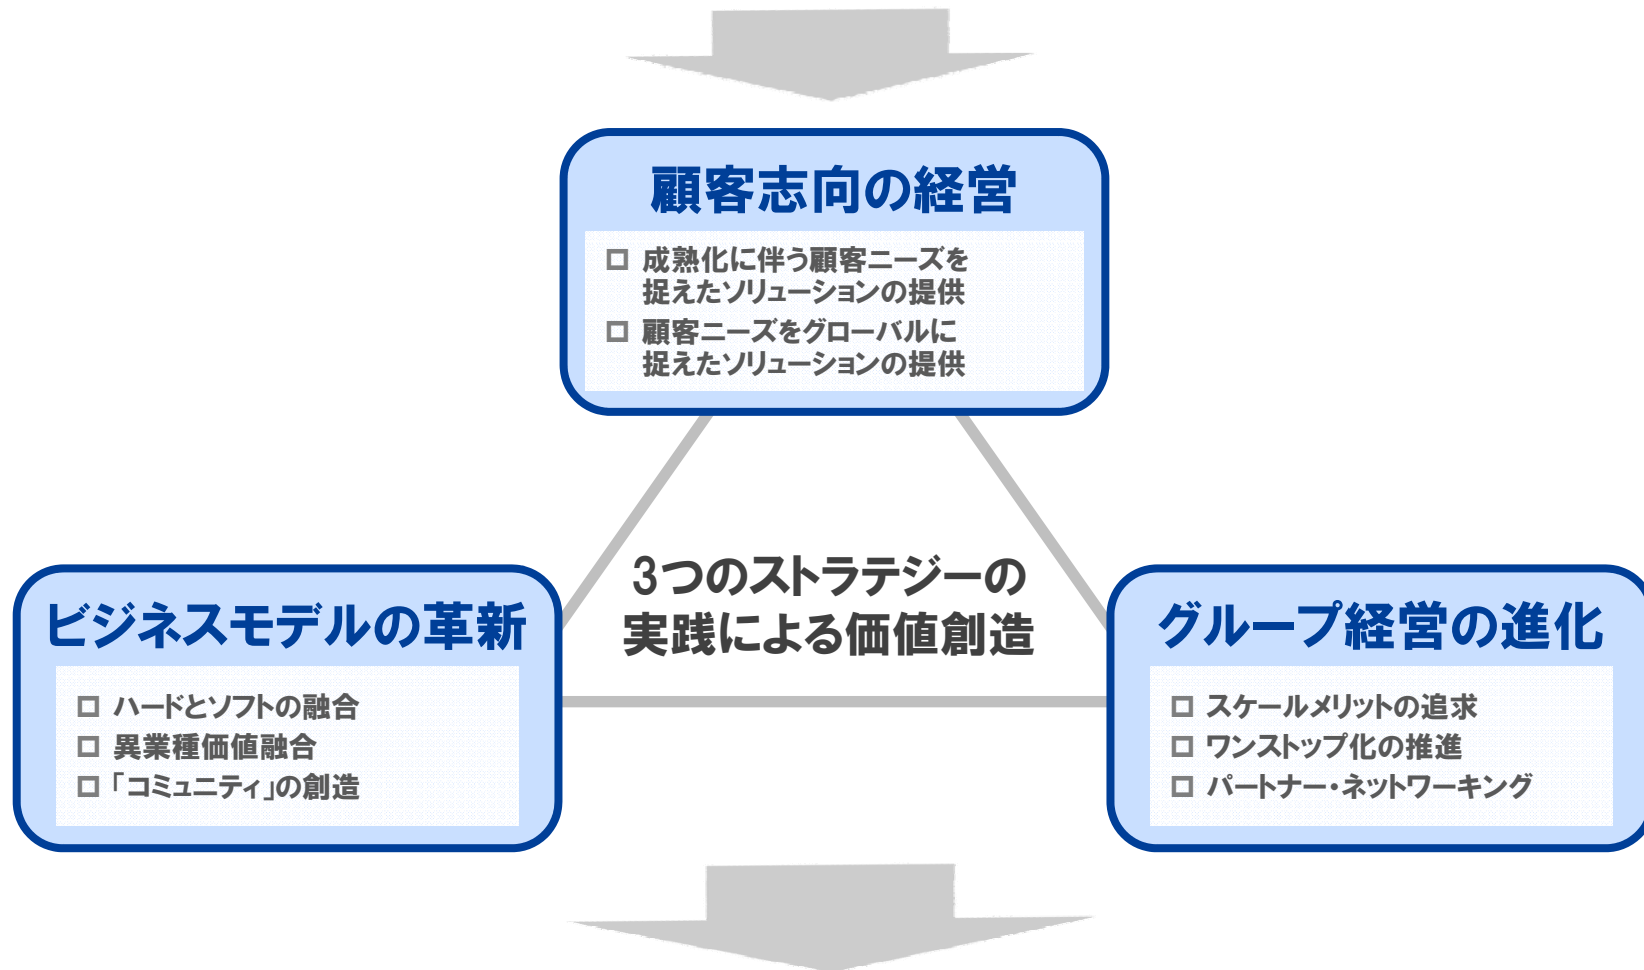 顧客志向の経営
□ 成熟化に伴う顧客ニーズを
捉えたソリューションの提供
□ 顧客ニーズをグローバルに
捉えたソリューションの提供
3つのストラテジーの
実践による価値創造
ビジネスモデルの革新
□ ハードとソフトの融合
□ 異業種価値融合
□ 「コミュニティ」の創造
グループ経営の進化
□ スケールメリットの追求
□ ワンストップ化の推進
□ パートナー・ネットワーキング